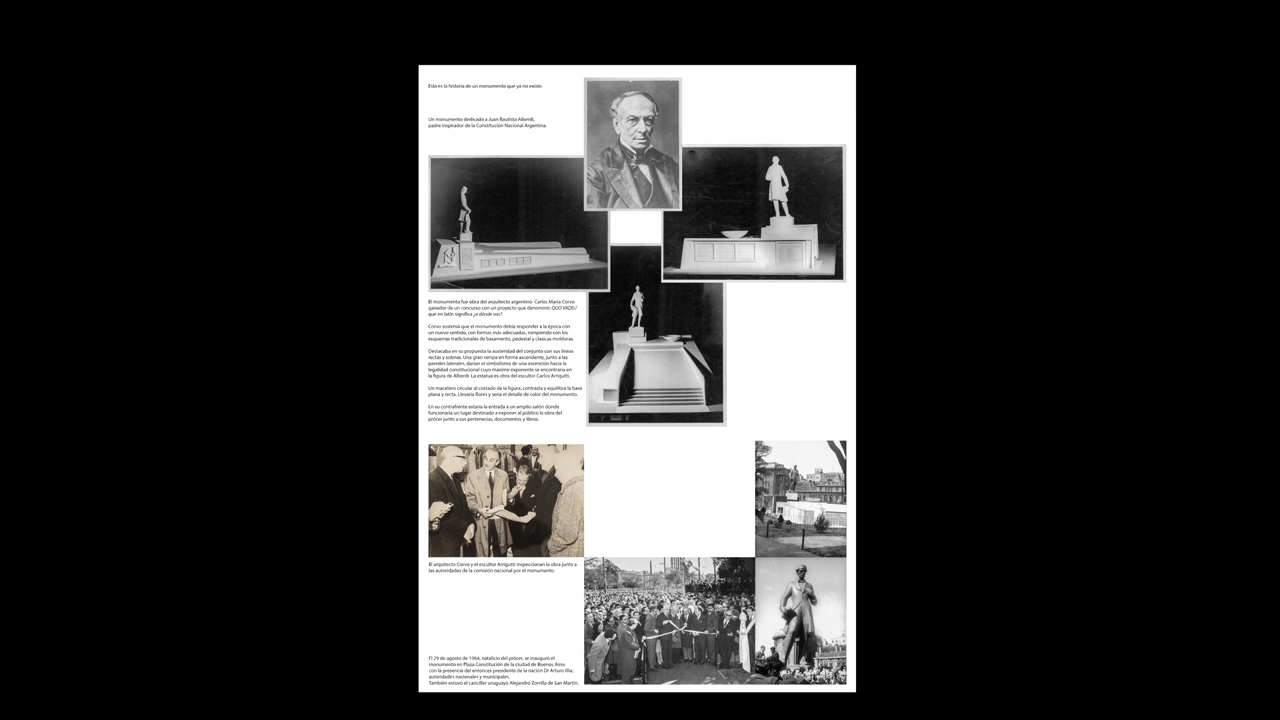 Esta es la historia de un monumento que ya no existe.
Un monumento dedicado a Juan Bautista Alberdi,
padre inspirador de la Constitución Nacional Argentina.
El monumento fue obra del arquitecto argentino Carlos María Corvo
ganador de un concurso con un proyecto que denominó QUO VADIS?
que en latín significa ¿a dónde vas?.
Corvo sostenía que el monumento debía responder a la época con
un nuevo sentido, con formas más adecuadas, rompiendo con los
esquemas tradicionales de basamento, pedestal y clasicas molduras.
Destacaba en su propuesta la austeridad del conjunto con sus líneas
rectas y sobrias. Una gran rampa en forma ascendente, junto a las
paredes laterales, darían el simbolismo de una ascención hacia la
legalidad constitucional cuyo máximo exponente se encontraría en
la figura de Alberdi. La estatua es obra del escultor Carlos Arrigutti.
Un macetero circular al costado de la figura, contrasta y equilibra la base
plana y recta. Llevaría flores y sería el detalle de color del monumento.
En su contrafrente estaría la entrada a un amplio salón donde
funcionaría un lugar destinado a exponer al público la obra del
prócer junto a sus pertenecias, documentos y libros.
El arquitecto Corvo y el escultor Arrigutti inspeccionan la obra junto a
las autoridades de la comisión nacional por el monumento.
El 29 de agosto de 1964, natalicio del prócer, se inauguró el
monumento en Plaza Constitución de la ciudad de Buenos Aires
con la presencia del entonces presidente de la nación Dr Arturo Illia,
autoridades nacionales y municipales.
También estuvo el canciller uruguayo Alejandro Zorrilla de San Martín.